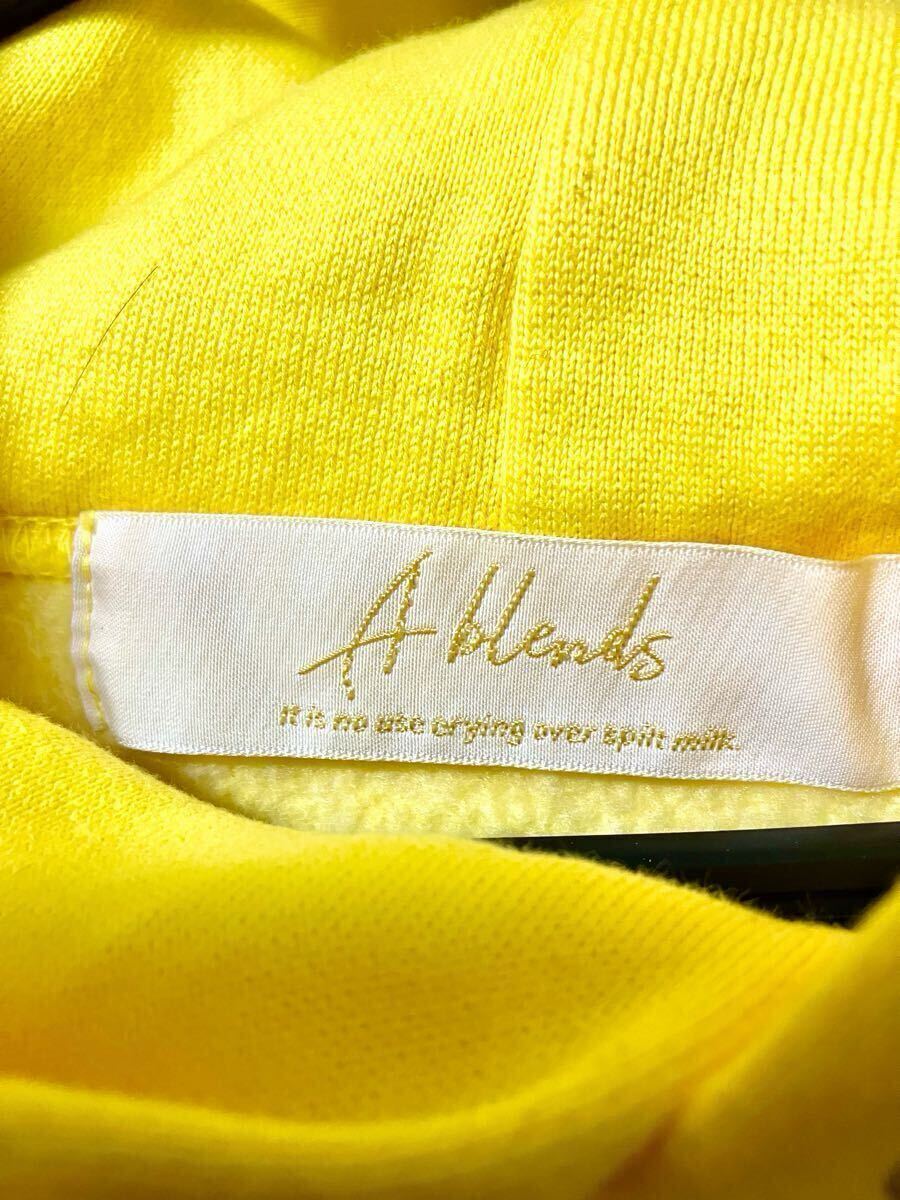 A blends
It is no use crying over spilt milk.